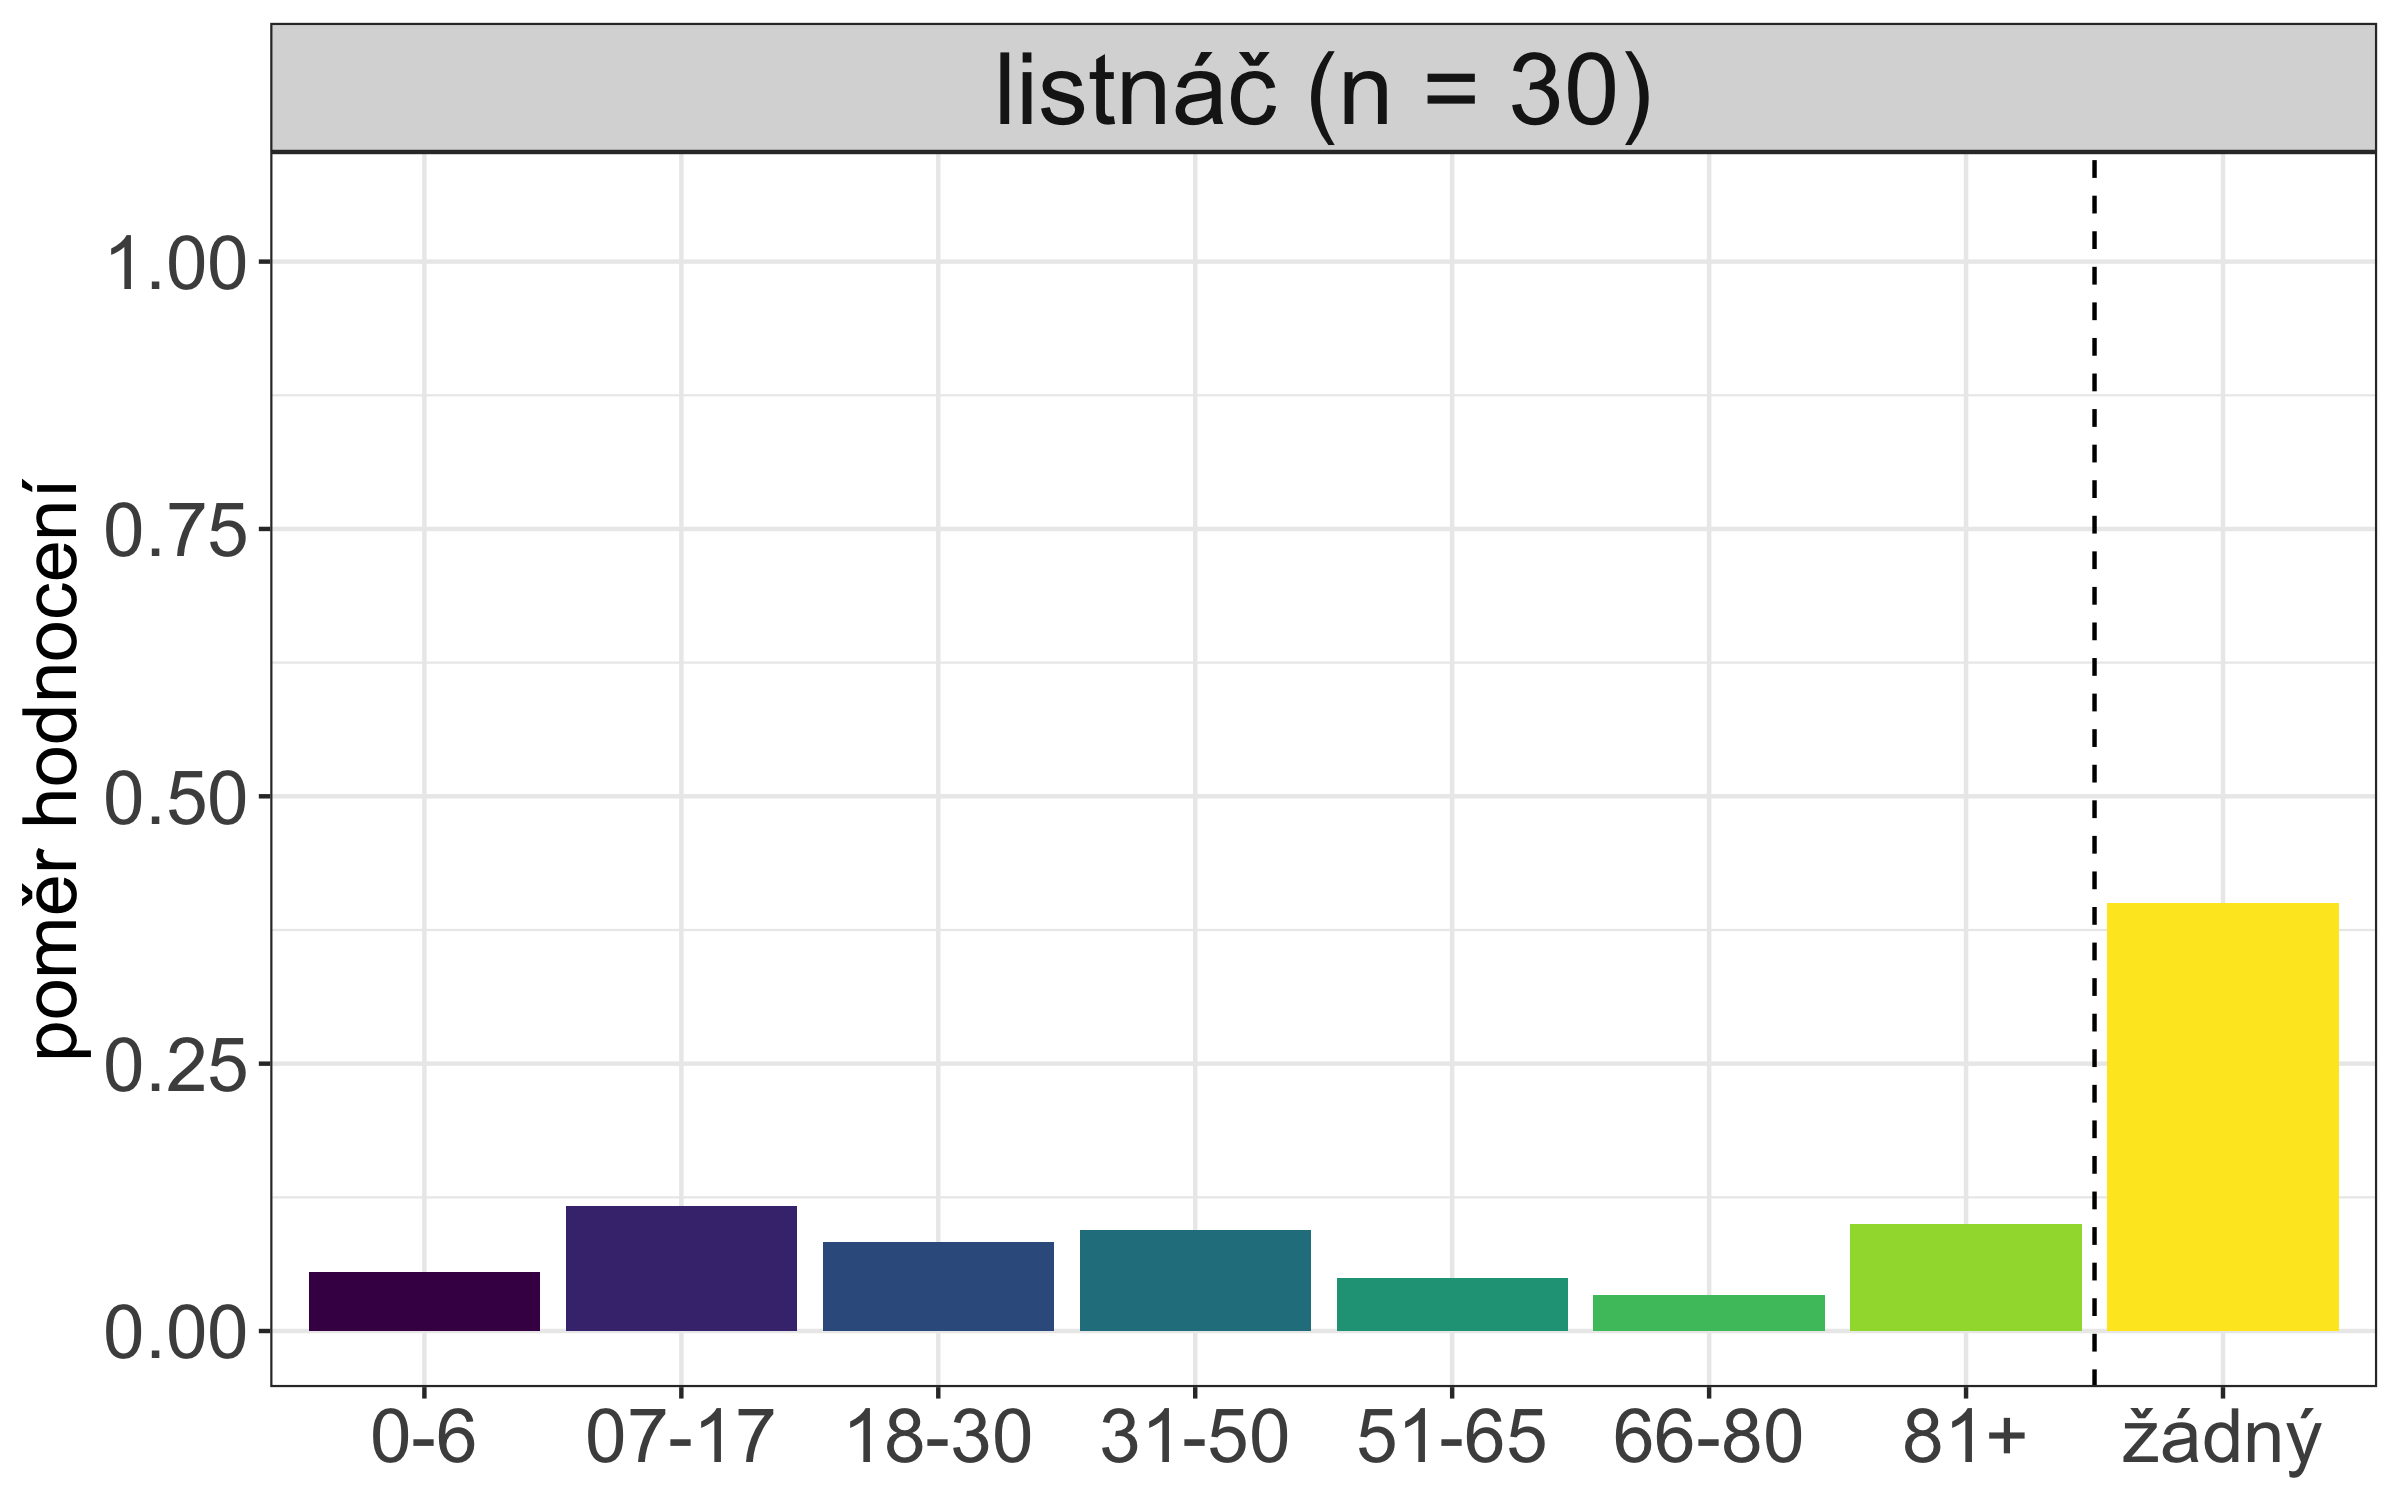 listnáč (n = 30)
poměr hodnocení
1.00
0.75
0.50
0.25
0.00
0-6 07-17 18-30 31-50 51-65 66-80 81+ žádný